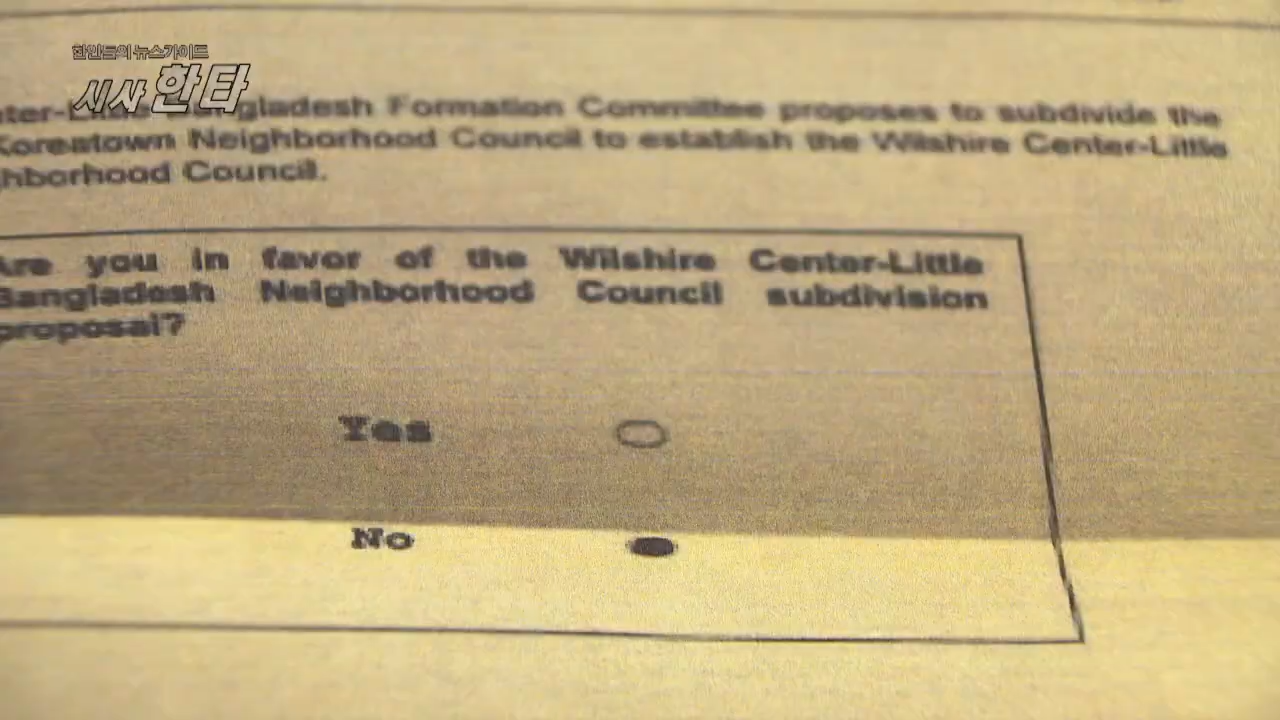 한인들의 뉴스가이드
시사 한타
Bangladesh Formation Committee proposes to subdivide the
Koreatown Neighborhood Council to establish the Wilshire Center-Little
hborhood Council.
Are you in favor of the Wilshire Center-Little
Bangladesh Neighborhood Council subdivision
proposal?
Yes
No